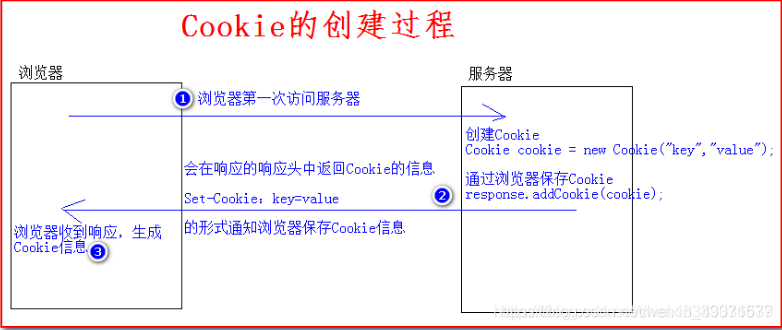 Cookie的创建过程
浏览器
服务器
① 浏览器第一次访问服务器
创建Cookie
Cookie cookie = new Cookie("key","value");
会在响应的响应头中返回Cookie的信息
通过浏览器保存Cookie
Set-Cookie: key=value
②
response.addCookie(cookie);
的形式通知浏览器保存Cookie信息
浏览器收到响应，生成
Cookie信息 ③